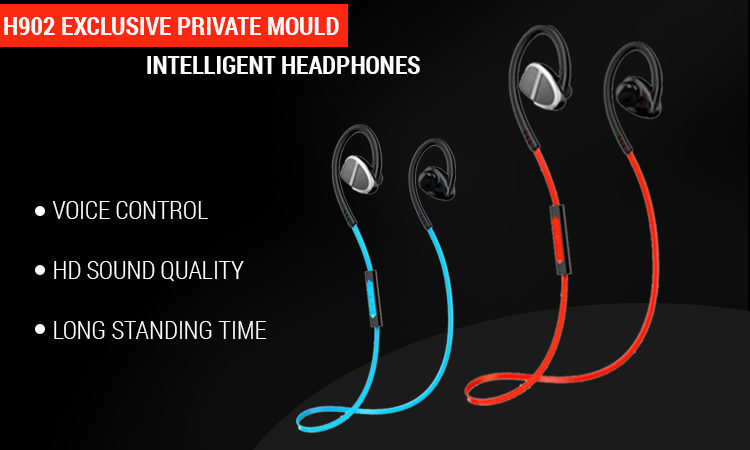 H902 EXCLUSIVE PRIVATE MOULD
INTELLIGENT HEADPHONES
VOICE CONTROL
HD SOUND QUALITY
LONG STANDING TIME